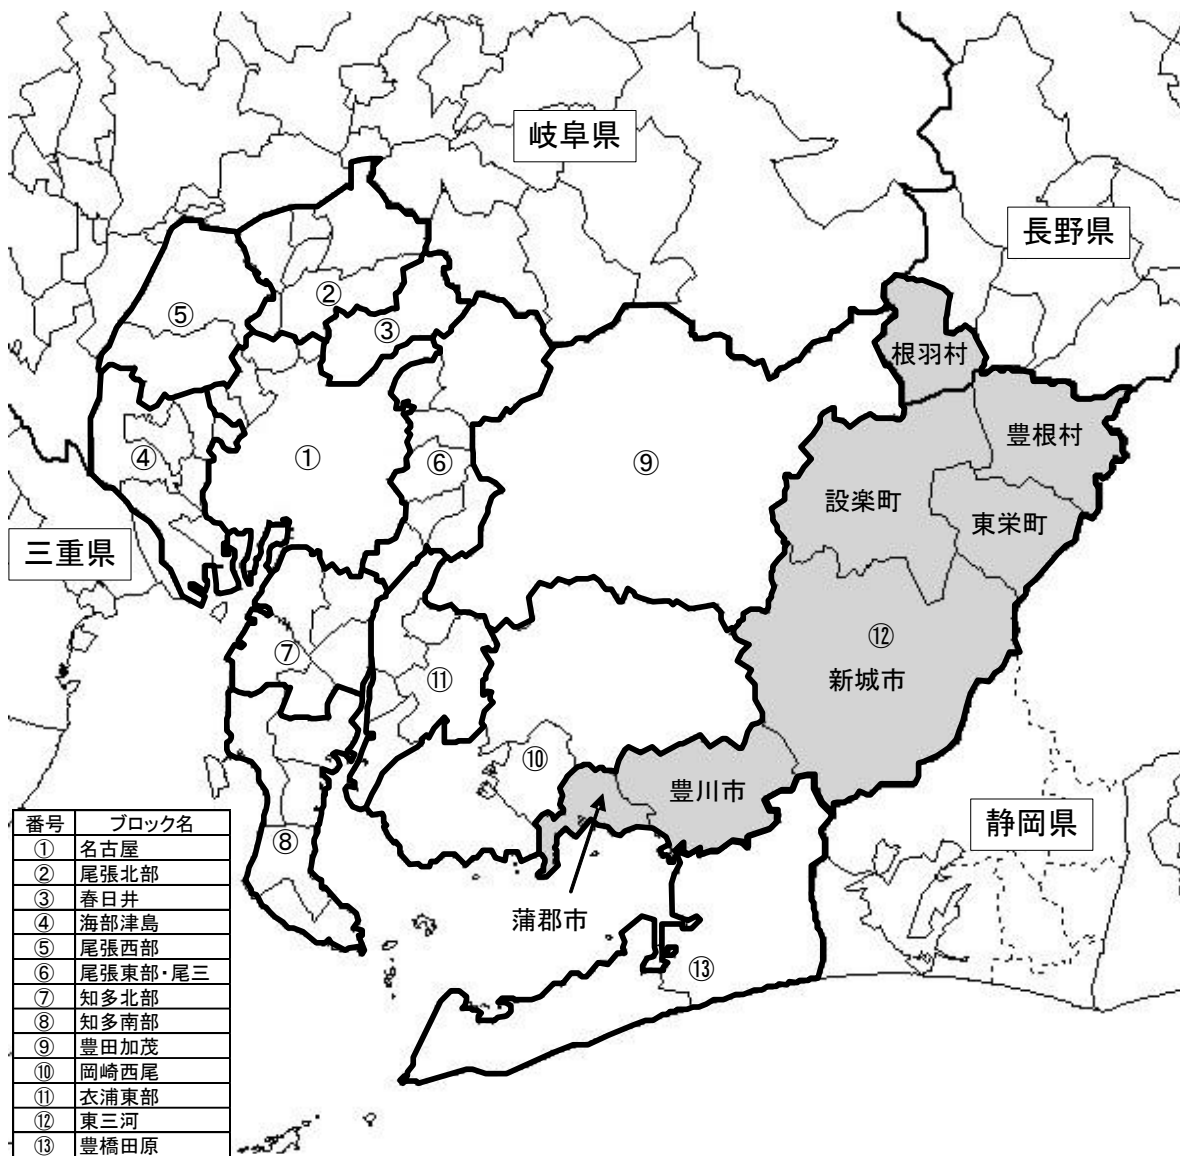 岐阜県
長野県
②
⑤
③
根羽村
豊根村
④
①
⑥
⑨
設楽町
東栄町
三重県
⑫
⑦
⑪
新城市
⑩
豊川市
静岡県
⑧
蒲郡市
⑬
番号 ブロック名
① 名古屋
② 尾張北部
③ 春日井
④ 海部津島
⑤ 尾張西部
⑥ 尾張東部・尾三
⑦ 知多北部
⑧ 知多南部
⑨ 豊田加茂
⑩ 岡崎西尾
⑪ 衣浦東部
⑫ 東三河
⑬ 豊橋田原